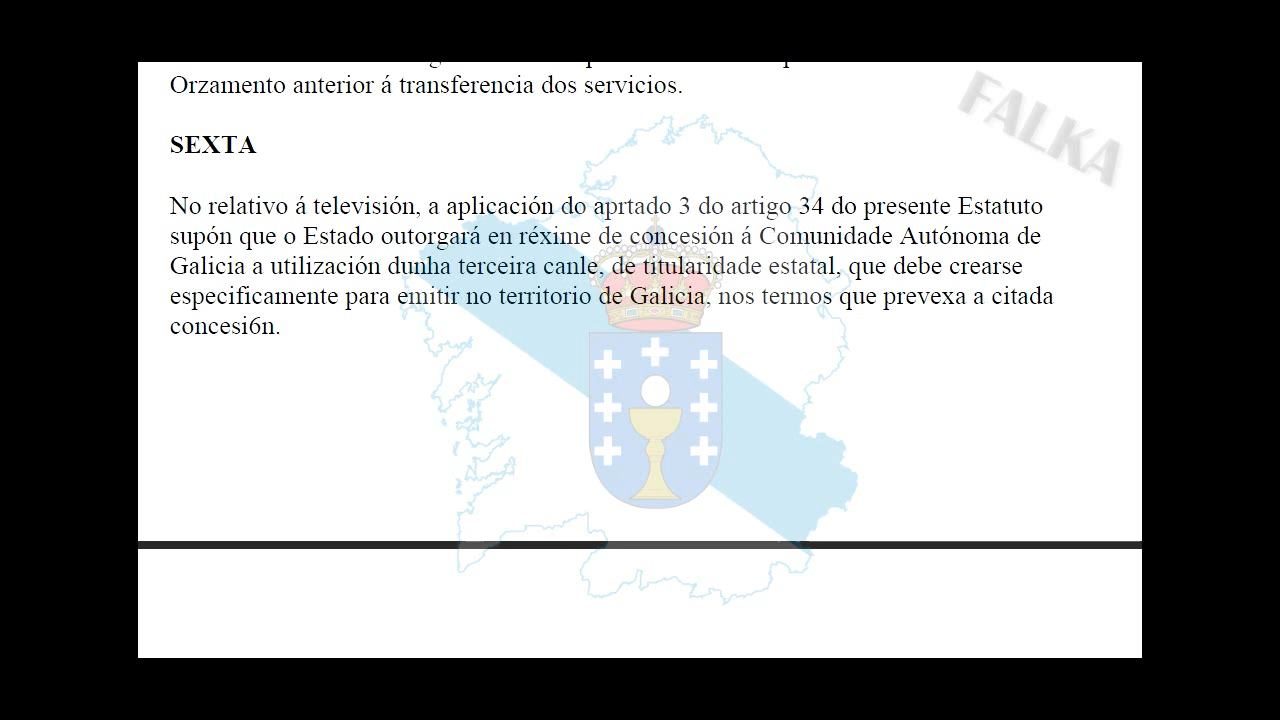 Orzamento anterior á transferencia dos servicios.
FALKA
SEXTA
No relativo á televisión, a aplicación do aprtado 3 do artigo 34 do presente Estatuto
supón que o Estado outorgará en réxime de concesión á Comunidade Autónoma de
Galicia a utilización dunha terceira canle, de titularidade estatal, que debe crearse
especificamente para emitir no territorio de Galicia, nos termos que prevexa a citada
concesi6n.